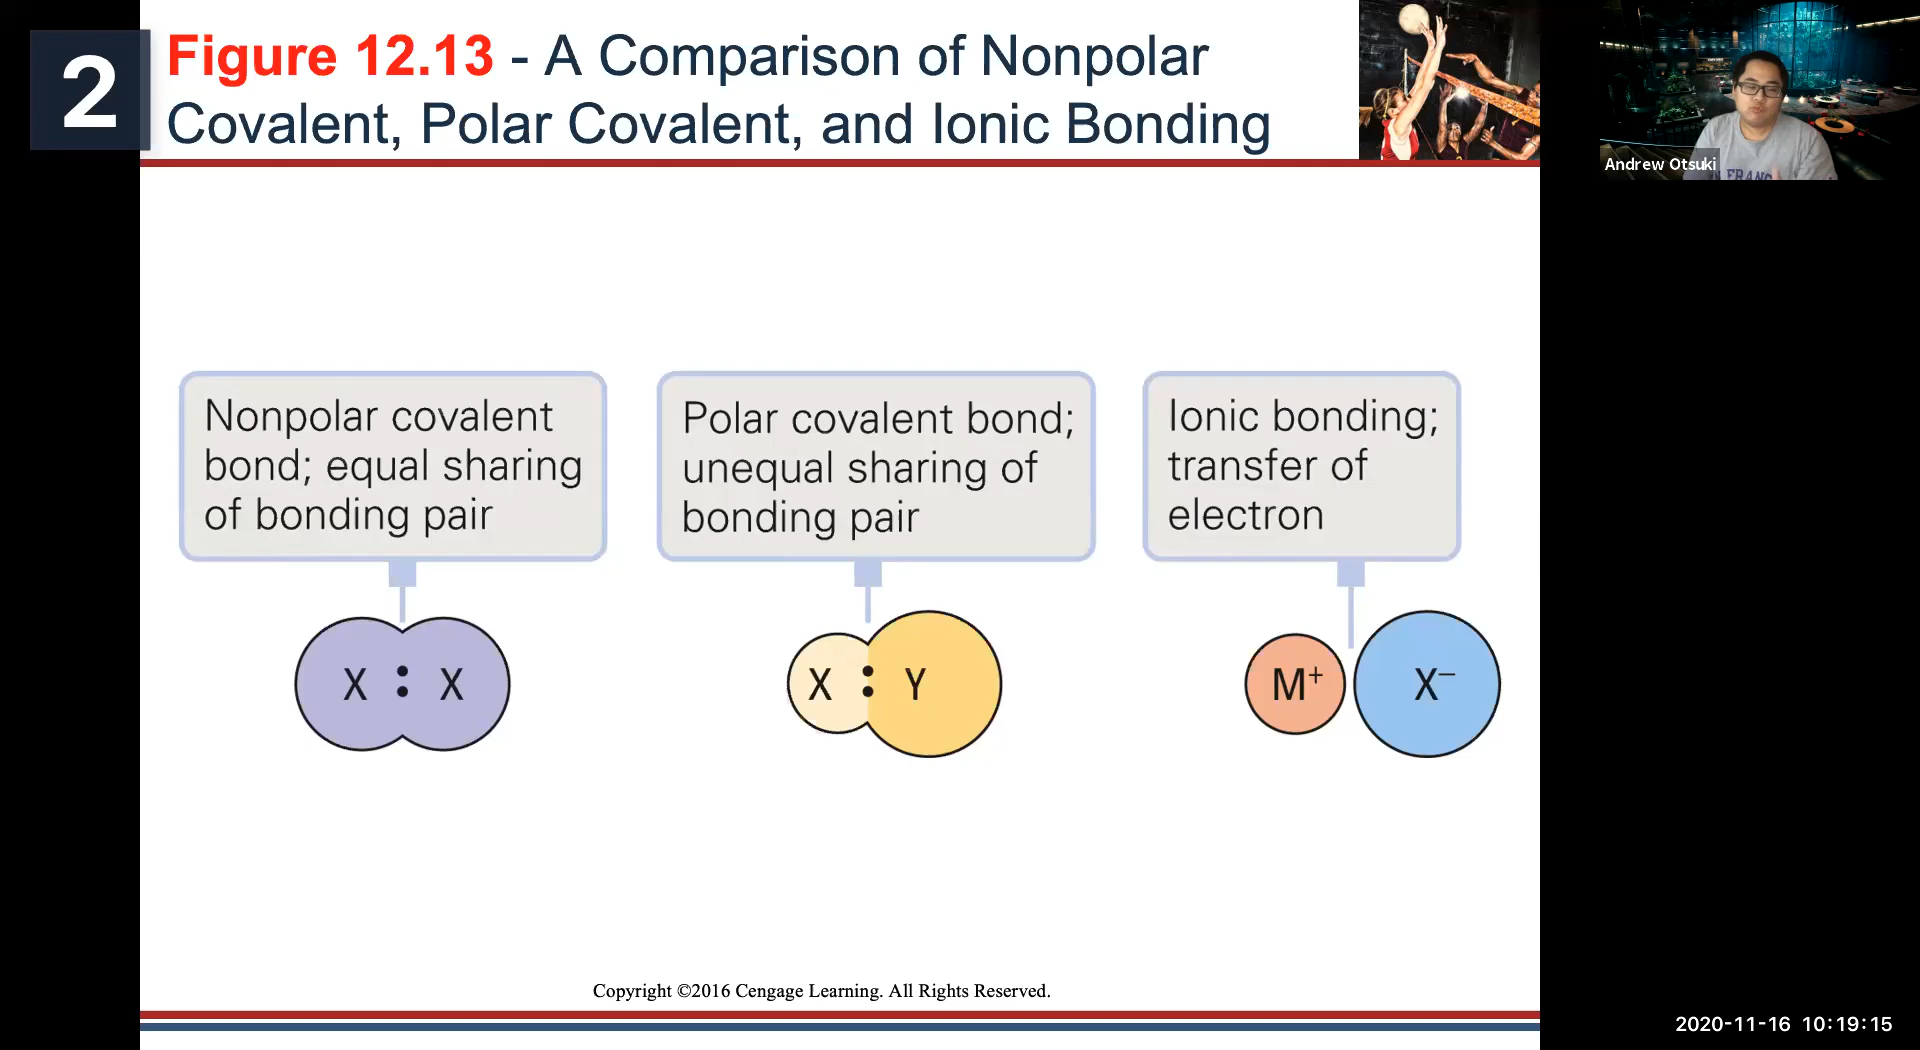 2
Figure 12.13 - A Comparison of Nonpolar
Covalent, Polar Covalent, and Ionic Bonding
Andrew Otsuki
FRANC
Nonpolar covalent
bond; equal sharing
of bonding pair
Polar covalent bond;
unequal sharing of
bonding pair
Ionic bonding;
transfer of
electron
X : X
X : Y
M⁺
X⁻
Copyright ©2016 Cengage Learning. All Rights Reserved.
2020-11-16 10:19:15